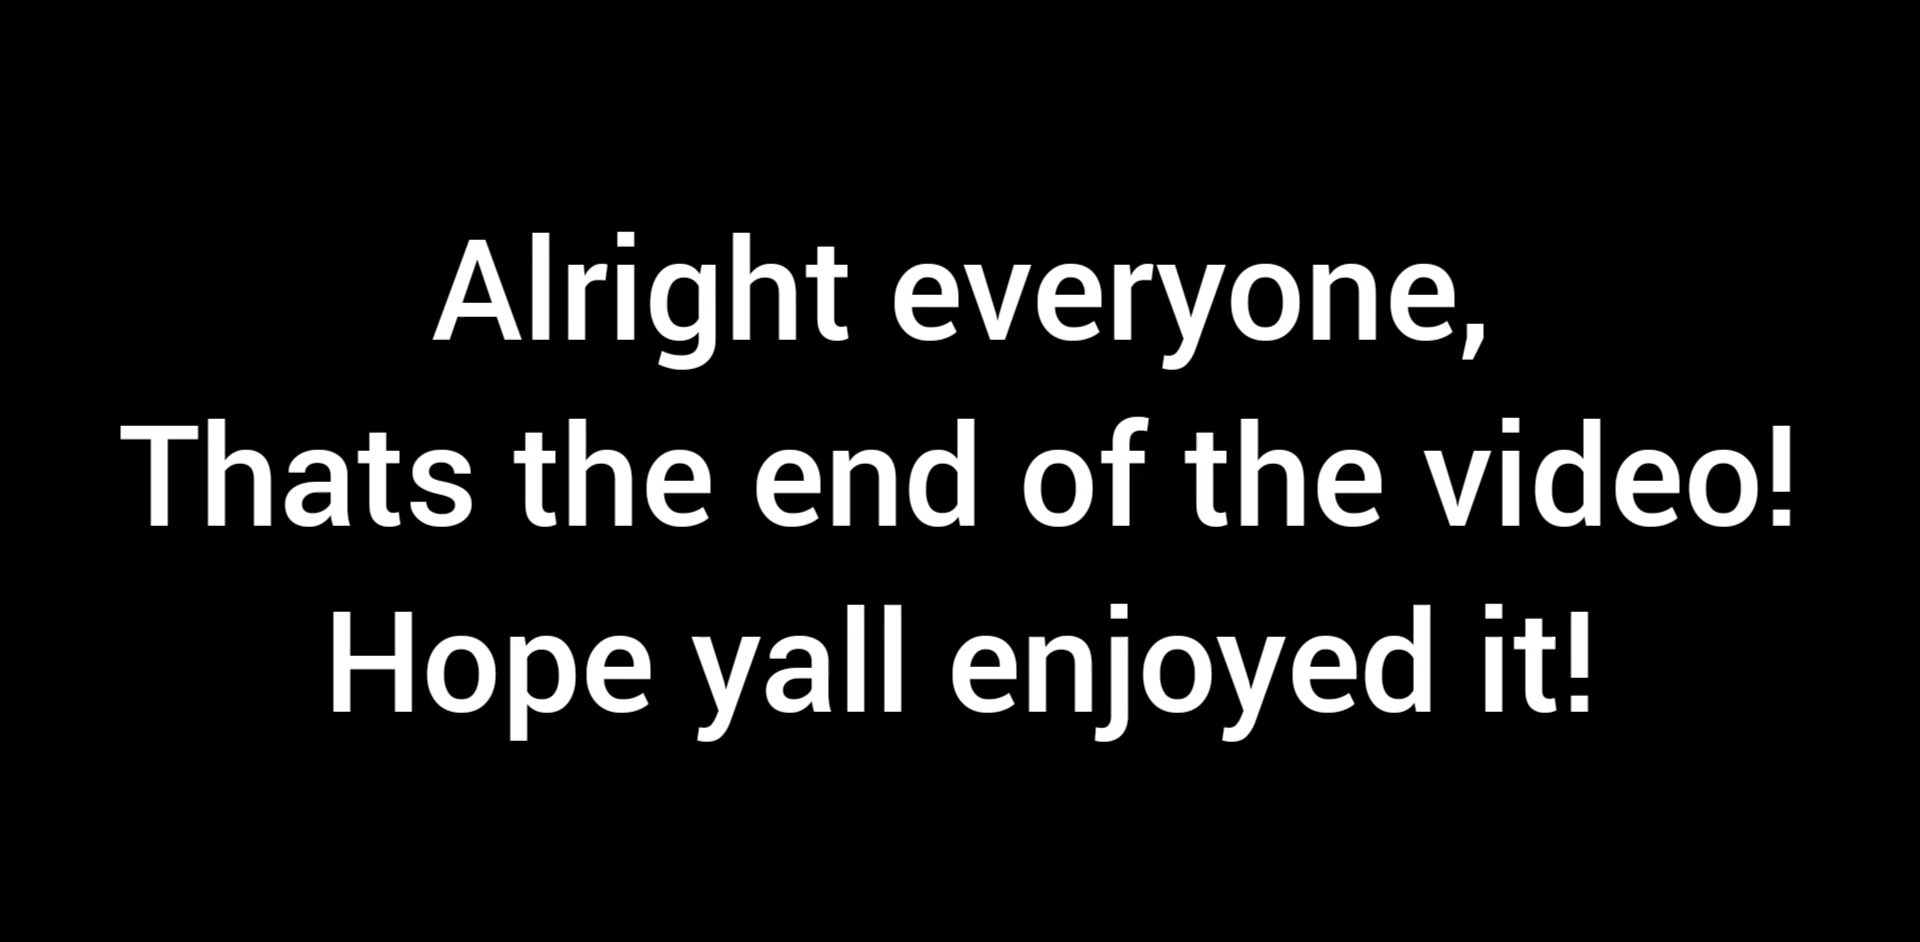 Alright everyone,
Thats the end of the video!
Hope yall enjoyed it!